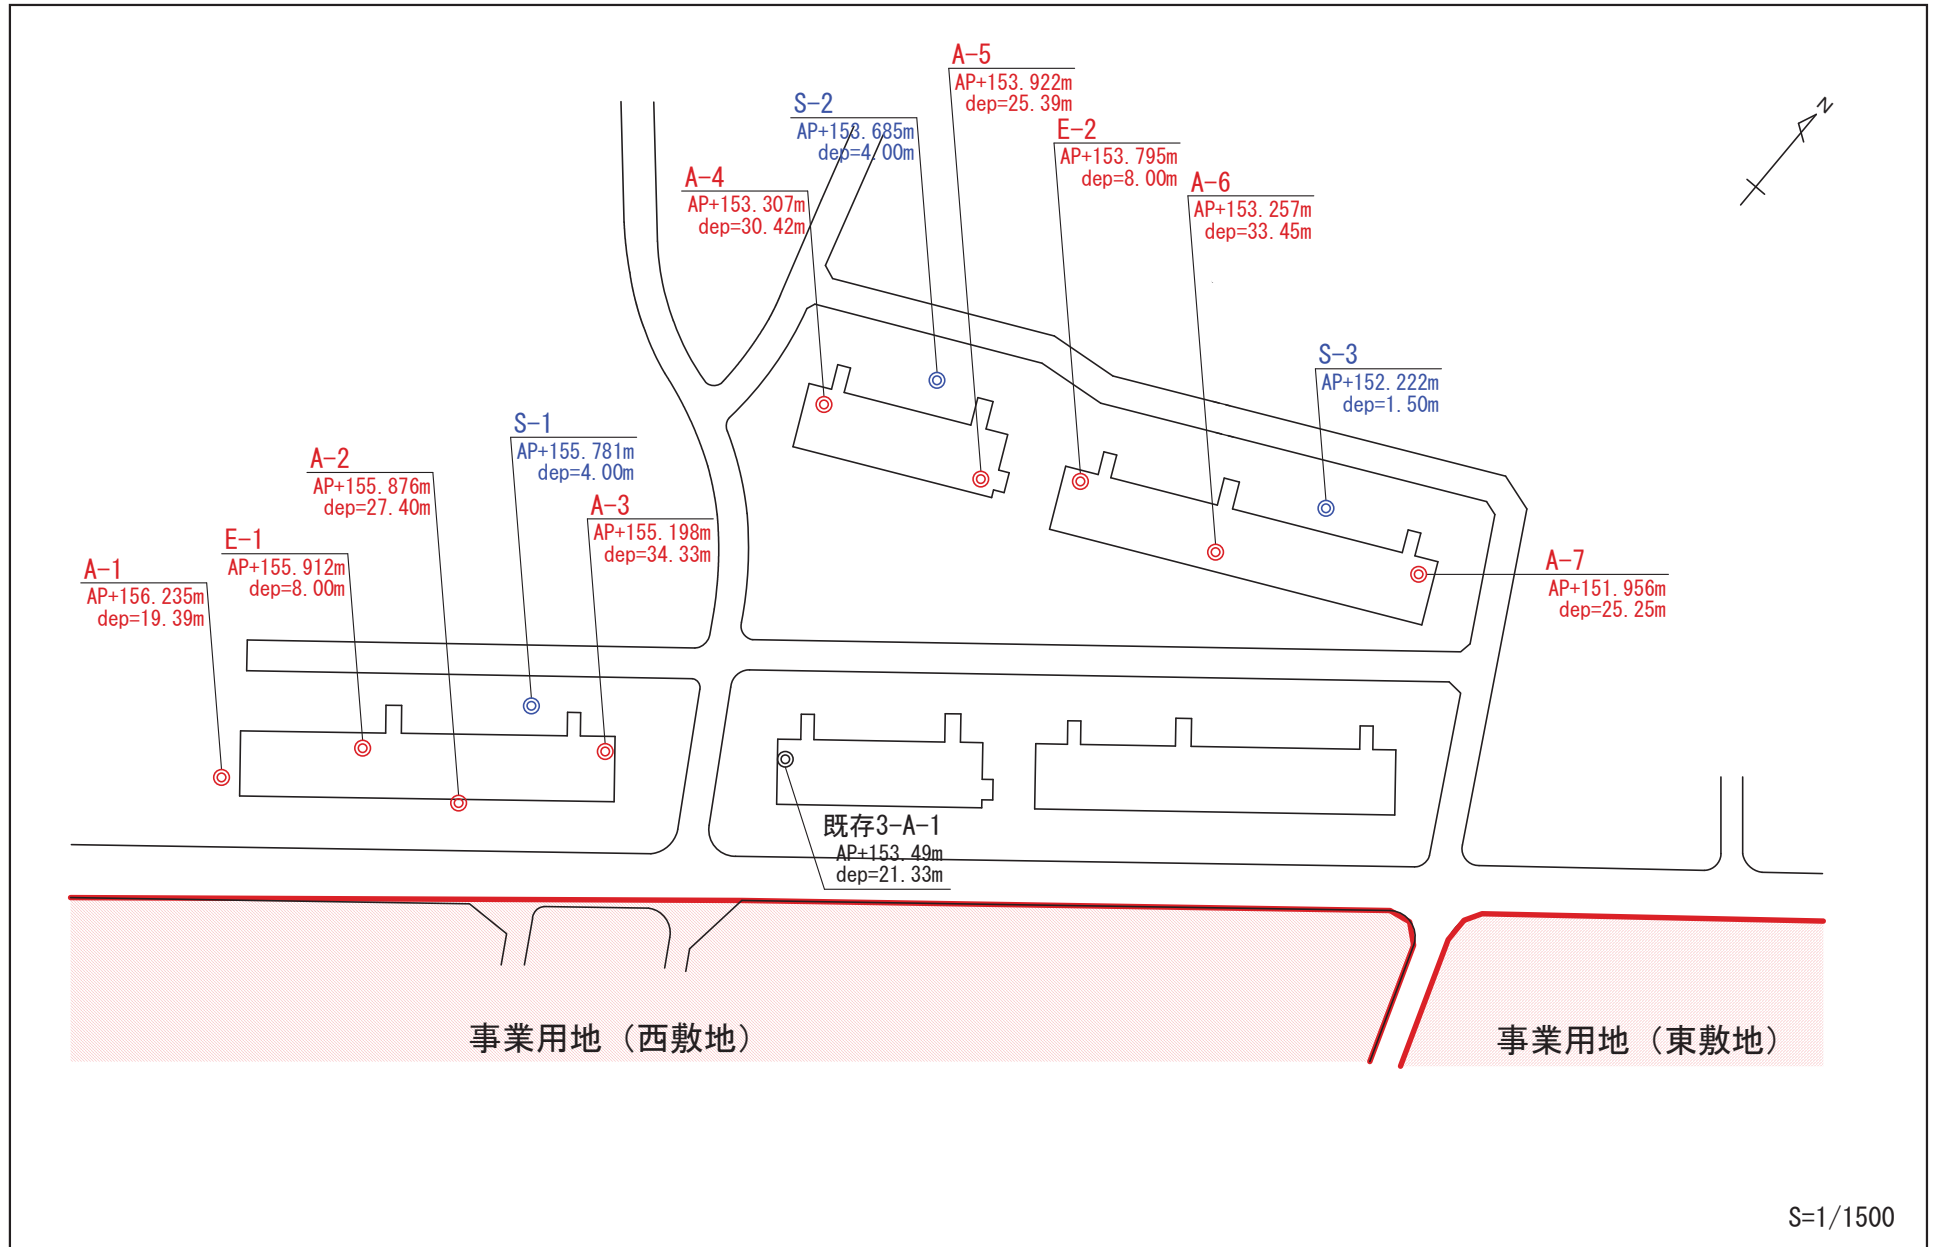 A-5
AP+153.922m
dep=25.39m
S-2
AP+153.685m
dep=4.00m
N
E-2
AP+153.795m
dep=8.00m
A-4
AP+153.307m
dep=30.42m
A-6
AP+153.257m
dep=33.45m
S-3
AP+152.222m
dep=1.50m
S-1
AP+155.781m
dep=4.00m
A-2
AP+155.876m
dep=27.40m
A-3
AP+155.198m
dep=34.33m
E-1
AP+155.912m
dep=8.00m
A-1
AP+156.235m
dep=19.39m
A-7
AP+151.956m
dep=25.25m
既存3-A-1
AP+153.49m
dep=21.33m
事業用地（西敷地）
事業用地（東敷地）
S=1/1500